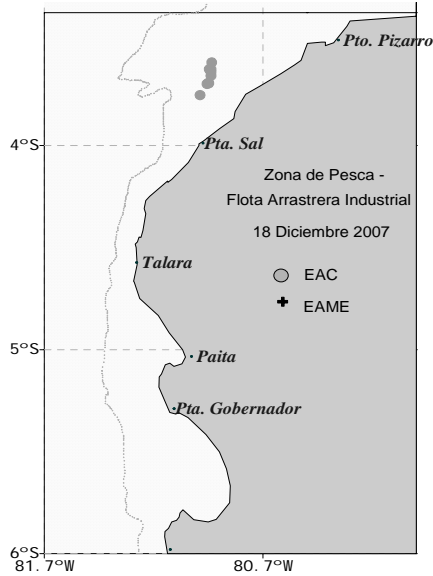 Pto. Pizarro
4°S
Pta. Sal
Zona de Pesca -
Flota Arrastrera Industrial
18 Diciembre 2007
Talara
EAC
EAME
5°S
Paita
Pta. Gobernador
6°S
81.7°W
80.7°W